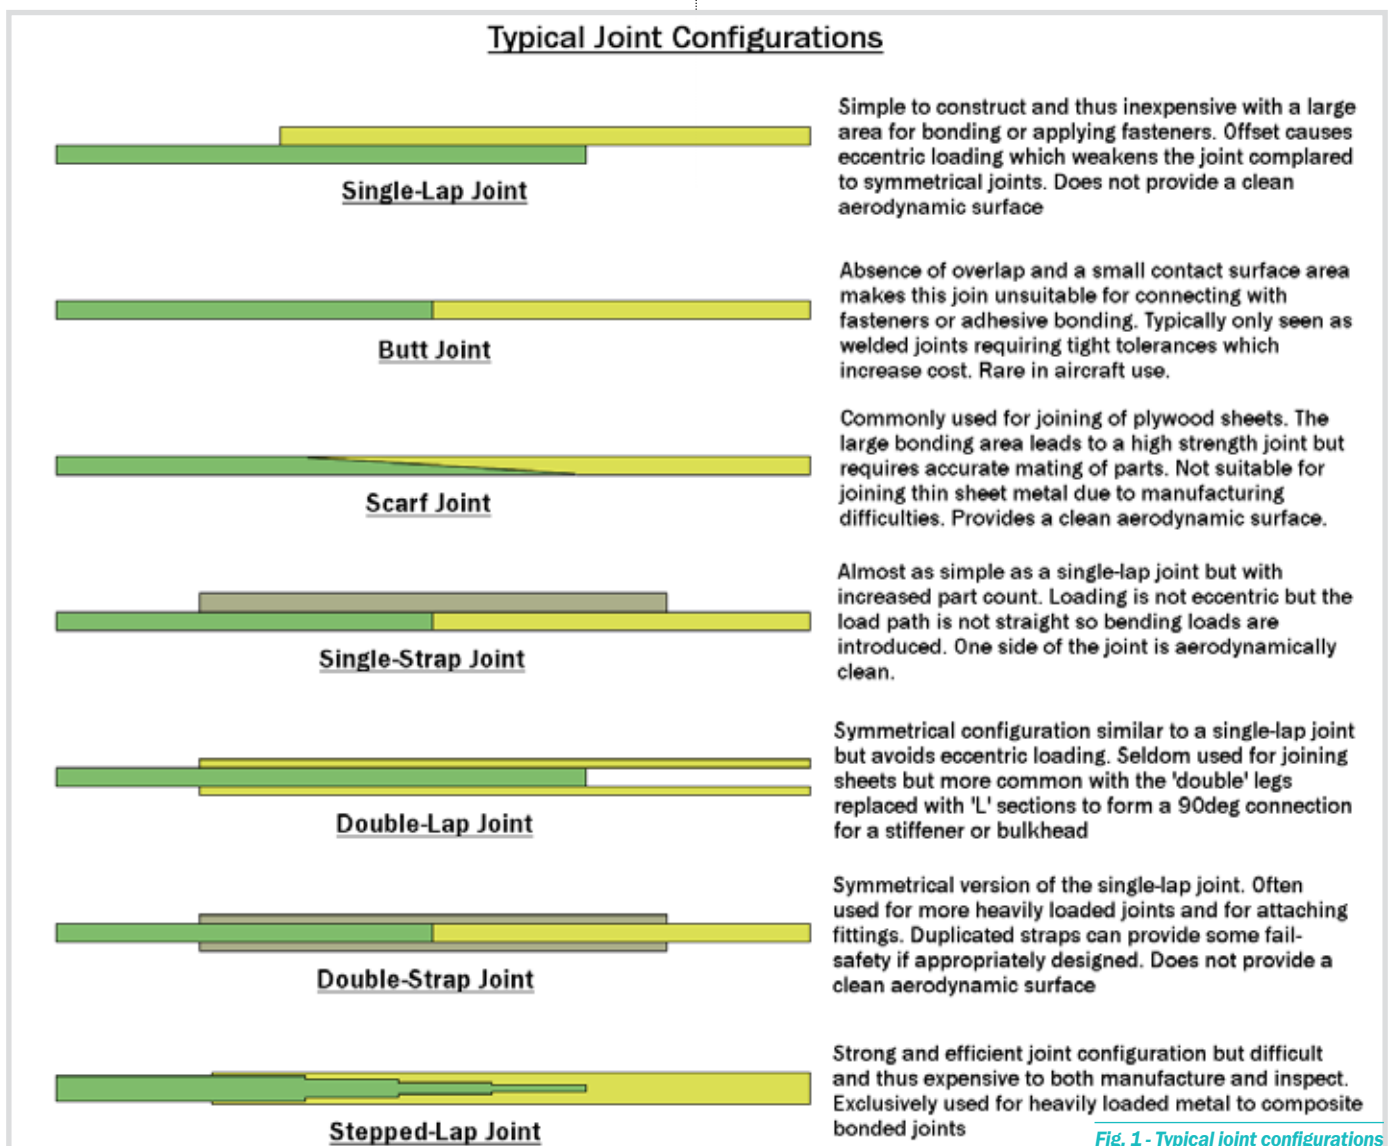 Typical Joint Configurations
Simple to construct and thus inexpensive with a large
area for bonding or applying fasteners. Offset causes
eccentric loading which weakens the joint complared
to symmetrical joints. Does not provide a clean
aerodynamic surface
Single-Lap Joint
Absence of overlap and a small contact surface area
makes this join unsuitable for connecting with
fasteners or adhesive bonding. Typically only seen as
welded joints requiring tight tolerances which
increase cost. Rare in aircraft use.
Butt Joint
Commonly used for joining of plywood sheets. The
large bonding area leads to a high strength joint but
requires accurate mating of parts. Not suitable for
joining thin sheet metal due to manufacturing
difficulties. Provides a clean aerodynamic surface.
Scarf Joint
Almost as simple as a single-lap joint but with
increased part count. Loading is not eccentric but the
load path is not straight so bending loads are
introduced. One side of the joint is aerodynamically
clean.
Single-Strap Joint
Symmetrical configuration similar to a single-lap joint
but avoids eccentric loading. Seldom used for joining
sheets but more common with the 'double' legs
replaced with 'L' sections to form a 90deg connection
for a stiffener or bulkhead
Double-Lap Joint
Symmetrical version of the single-lap joint. Often
used for more heavily loaded joints and for attaching
fittings. Duplicated straps can provide some fail-
safety if appropriately designed. Does not provide a
clean aerodynamic surface
Double-Strap Joint
Strong and efficient joint configuration but difficult
and thus expensive to both manufacture and inspect.
Exclusively used for heavily loaded metal to composite
bonded joints
Stepped-Lap Joint
Fig. 1 - Typical joint configurations